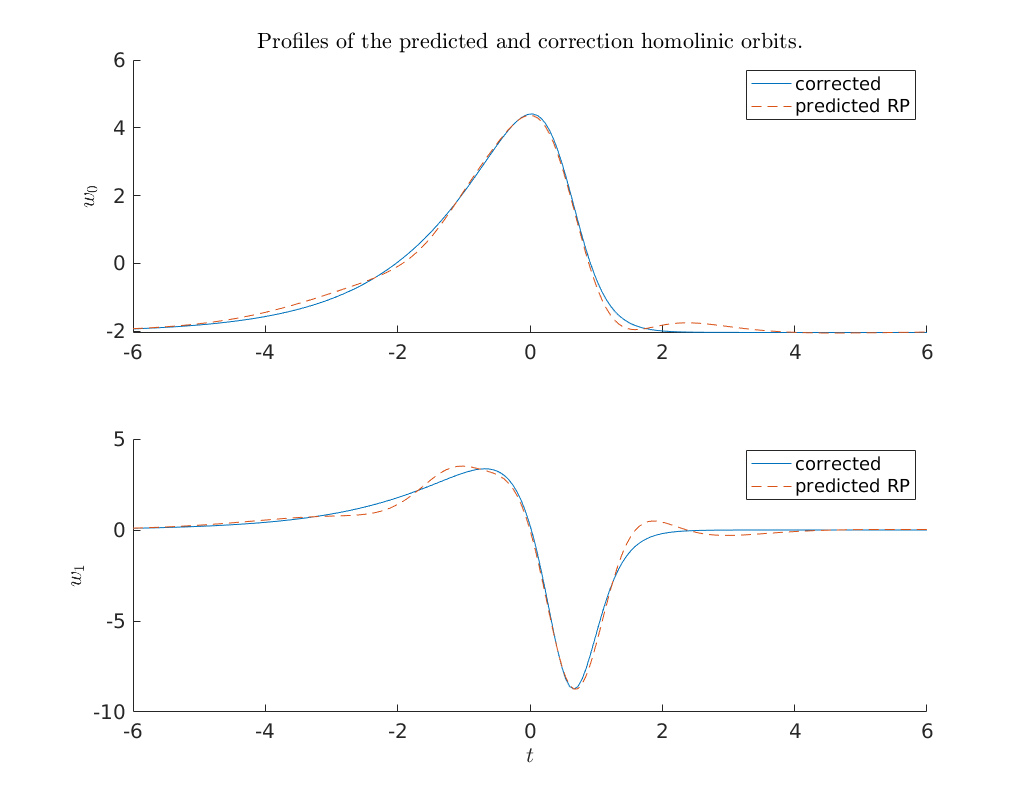 Profiles of the predicted and correction homolinic orbits.
6
4
2
0
-2
w0
corrected
predicted RP
-6 -4 -2 0 2 4 6
5
0
-5
-10
w1
corrected
predicted RP
-6 -4 -2 0 2 4 6
t